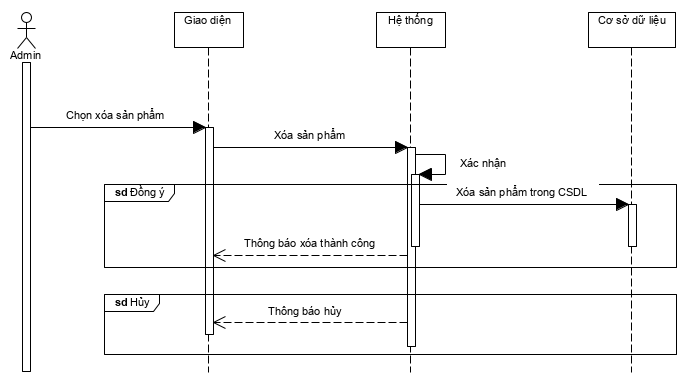 Giao diện
Hệ thống
Cơ sở dữ liệu
Admin
Chọn xóa sản phẩm
Xóa sản phẩm
Xác nhận
sd Đồng ý
Xóa sản phẩm trong CSDL
Thông báo xóa thành công
sd Hủy
Thông báo hủy